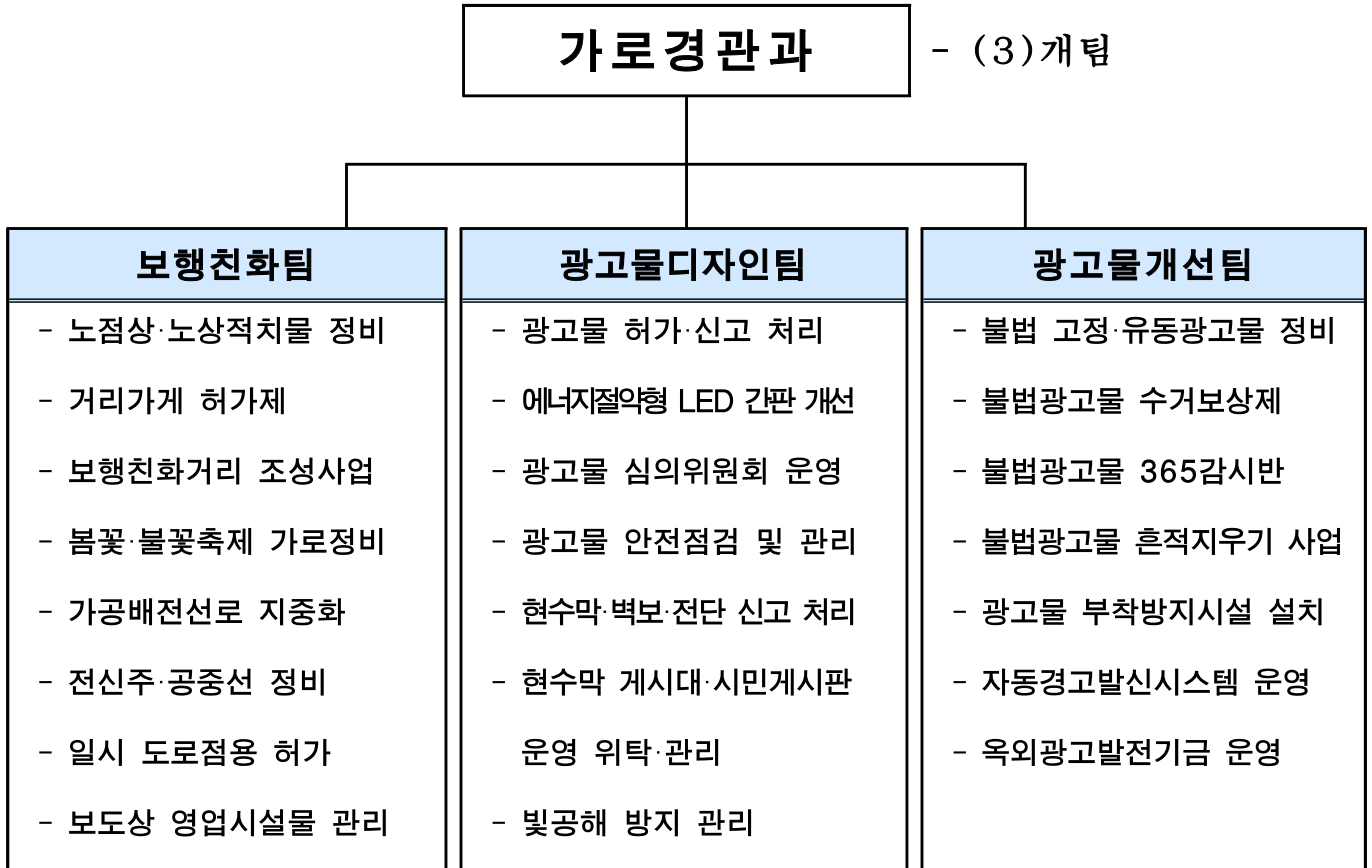 가로경관과
- (3)개팀
보행친화팀
- 노점상·노상적치물 정비
- 거리가게 허가제
- 보행친화거리 조성사업
- 봄꽃·불꽃축제 가로정비
- 가공배전선로 지중화
- 전신주·공중선 정비
- 일시 도로점용 허가
- 보도상 영업시설물 관리
광고물디자인팀
- 광고물 허가·신고 처리
- 에너지절약형 LED 간판 개선
- 광고물 심의위원회 운영
- 광고물 안전점검 및 관리
- 현수막·벽보·전단 신고 처리
- 현수막 게시대·시민게시판
운영 위탁·관리
- 빛공해 방지 관리
광고물개선팀
- 불법 고정·유동광고물 정비
- 불법광고물 수거보상제
- 불법광고물 365감시반
- 불법광고물 흔적지우기 사업
- 광고물 부착방지시설 설치
- 자동경고발신시스템 운영
- 옥외광고발전기금 운영